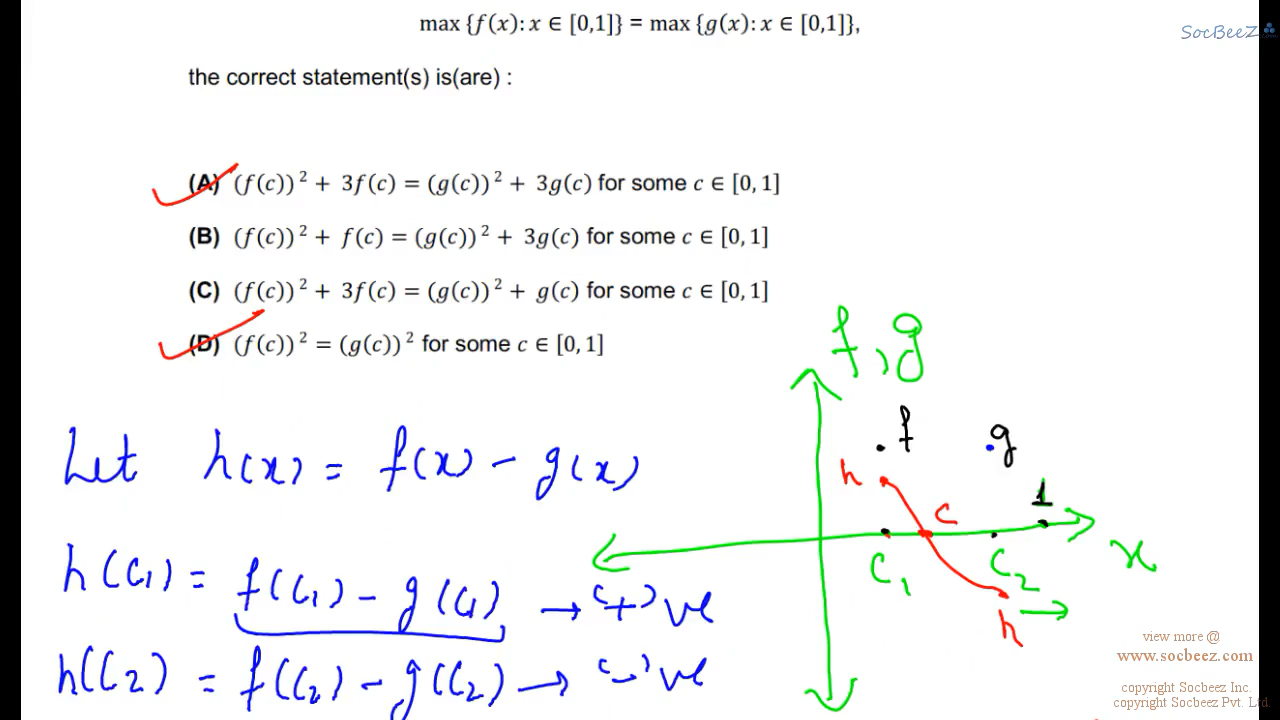 max {f(x): x ∈ [0,1]} = max {g(x): x ∈ [0,1]},
SocBeeZ
the correct statement(s) is(are) :
(A) (f(c))² + 3f(c) = (g(c))² + 3g(c) for some c ∈ [0, 1]
(B) (f(c))² + f(c) = (g(c))² + 3g(c) for some c ∈ [0, 1]
(C) (f(c))² + 3f(c) = (g(c))² + g(c) for some c ∈ [0, 1]
(D) (f(c))² = (g(c))² for some c ∈ [0, 1]
f, g
f g
h c 1
C₁ C₂ x
h
Let h(x) = f(x) - g(x)
h(C₁) = f(C₁) - g(C₁) → (+)ve
h(C₂) = f(C₂) - g(C₂) → (-)ve
view more @
www.socbeez.com
copyright Socbeez Inc.
copyright Socbeez Pvt. Ltd.